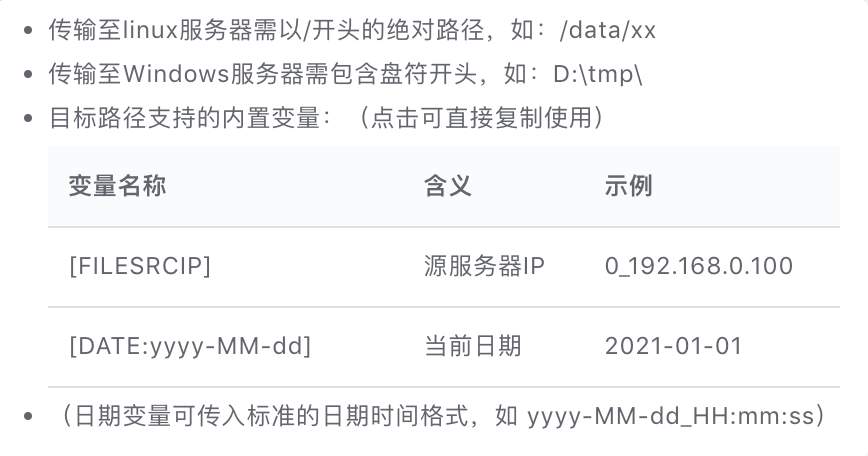 传输至linux服务器需以/开头的绝对路径，如：/data/xx
传输至Windows服务器需包含盘符开头，如：D:\tmp\
目标路径支持的内置变量：（点击可直接复制使用）
变量名称 含义 示例
[FILESRCIP] 源服务器IP 0_192.168.0.100
[DATE:yyyy-MM-dd] 当前日期 2021-01-01
（日期变量可传入标准的日期时间格式，如 yyyy-MM-dd_HH:mm:ss）